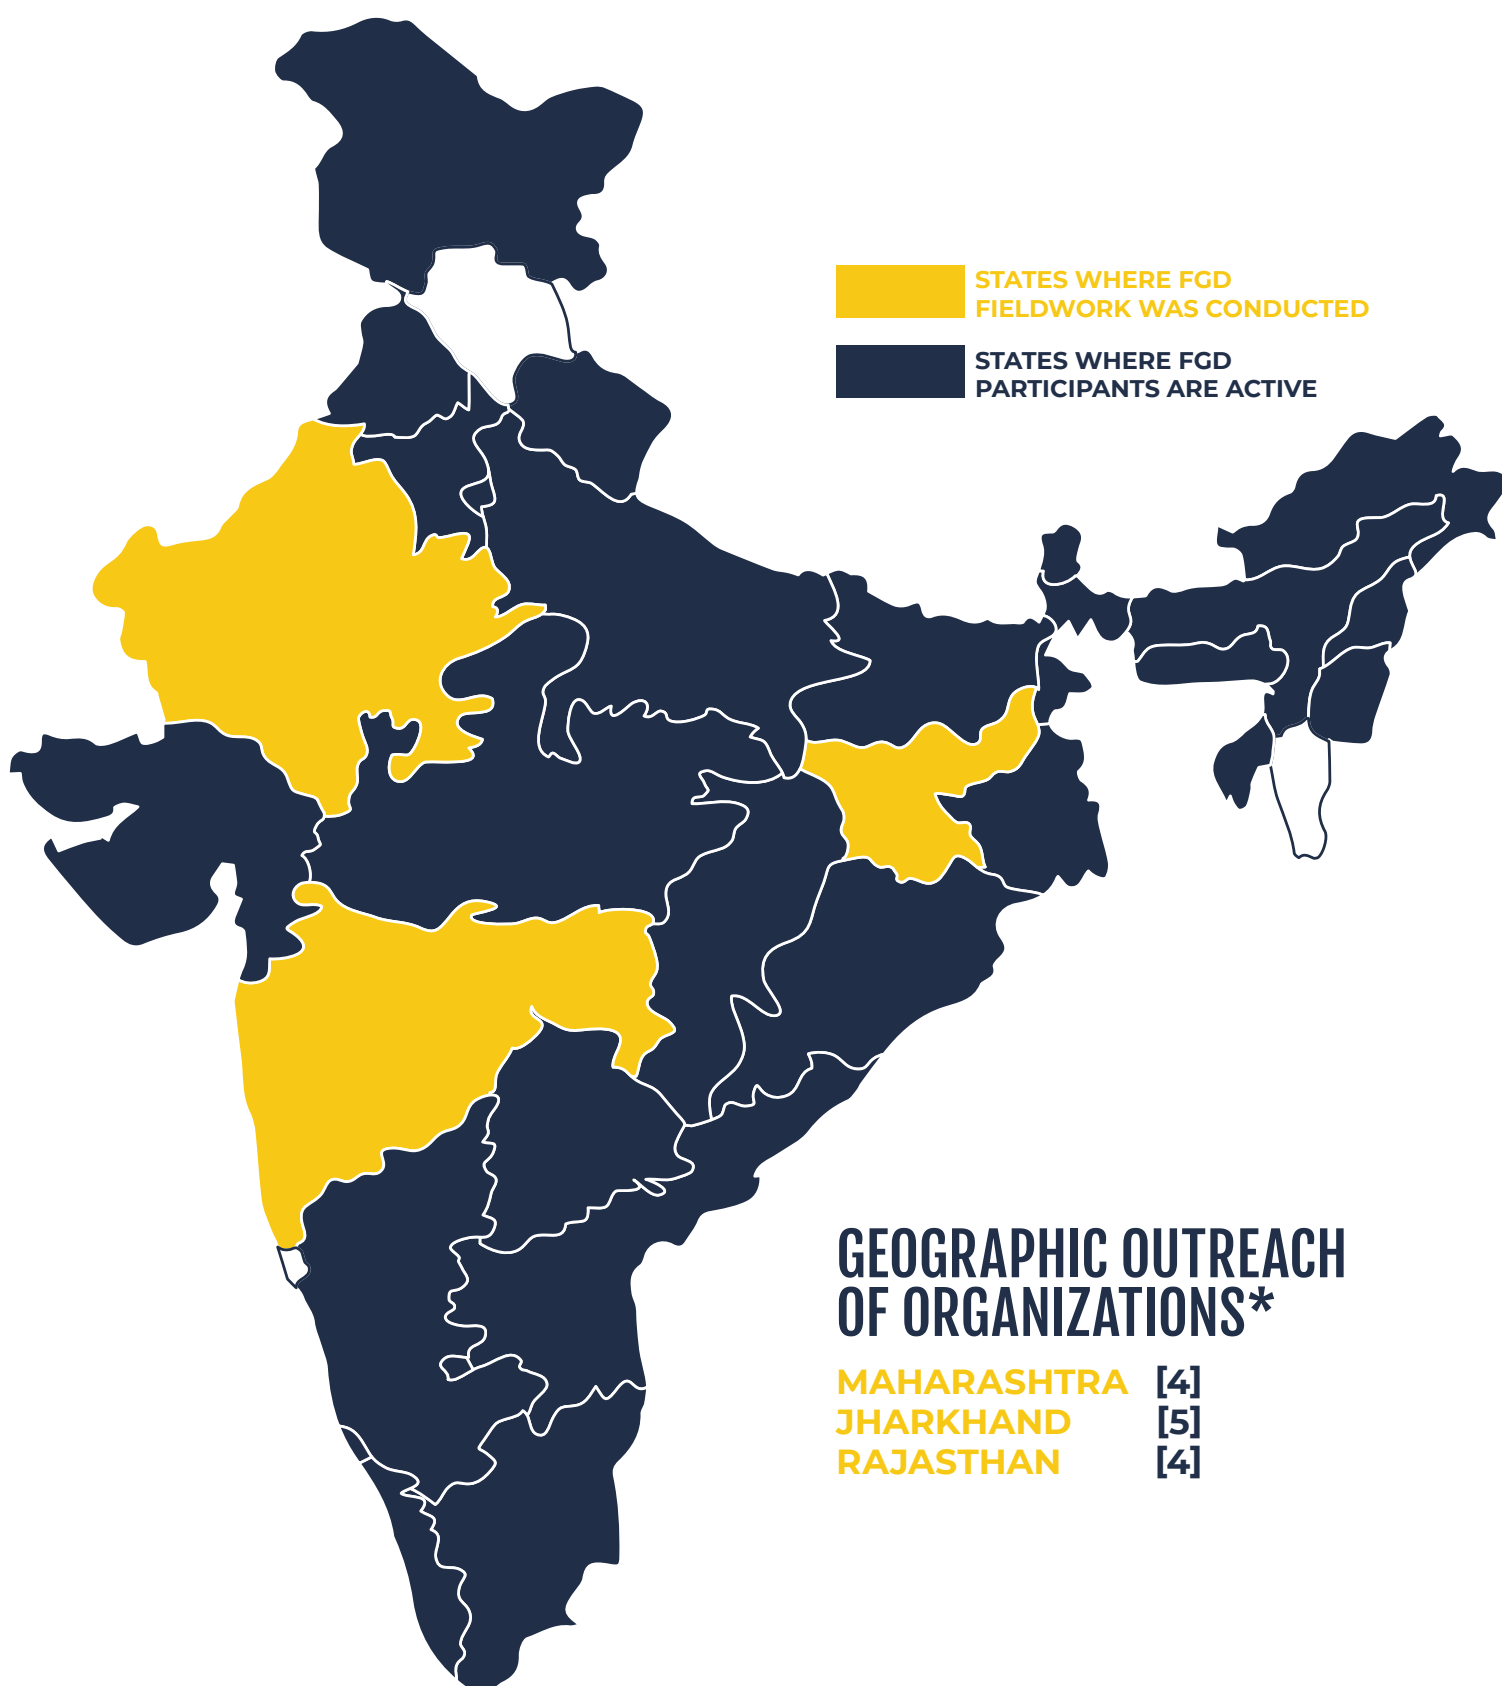 STATES WHERE FGD
FIELDWORK WAS CONDUCTED
STATES WHERE FGD
PARTICIPANTS ARE ACTIVE
GEOGRAPHIC OUTREACH
OF ORGANIZATIONS*
MAHARASHTRA [4]
JHARKHAND [5]
RAJASTHAN [4]